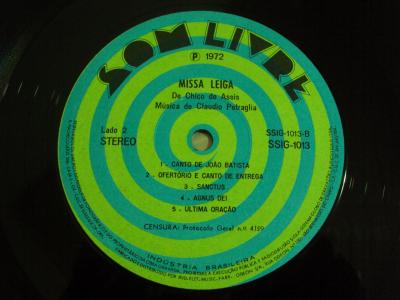 SOM LIVRE
℗ 1972
MISSA LEIGA
De Chico de Assis
Música de Claudio Petraglia
Lado 2
STEREO
SSIG-1013-B
SSIG-1013
1 - CANTO DE JOÃO BATISTA
2 - OFERTÓRIO E CANTO DE ENTREGA
3 - SANCTUS
4 - AGNUS DEI
5 - ULTIMA ORAÇÃO
CENSURA: Protocolo Geral n.º 4199
INDÚSTRIA BRASILEIRA